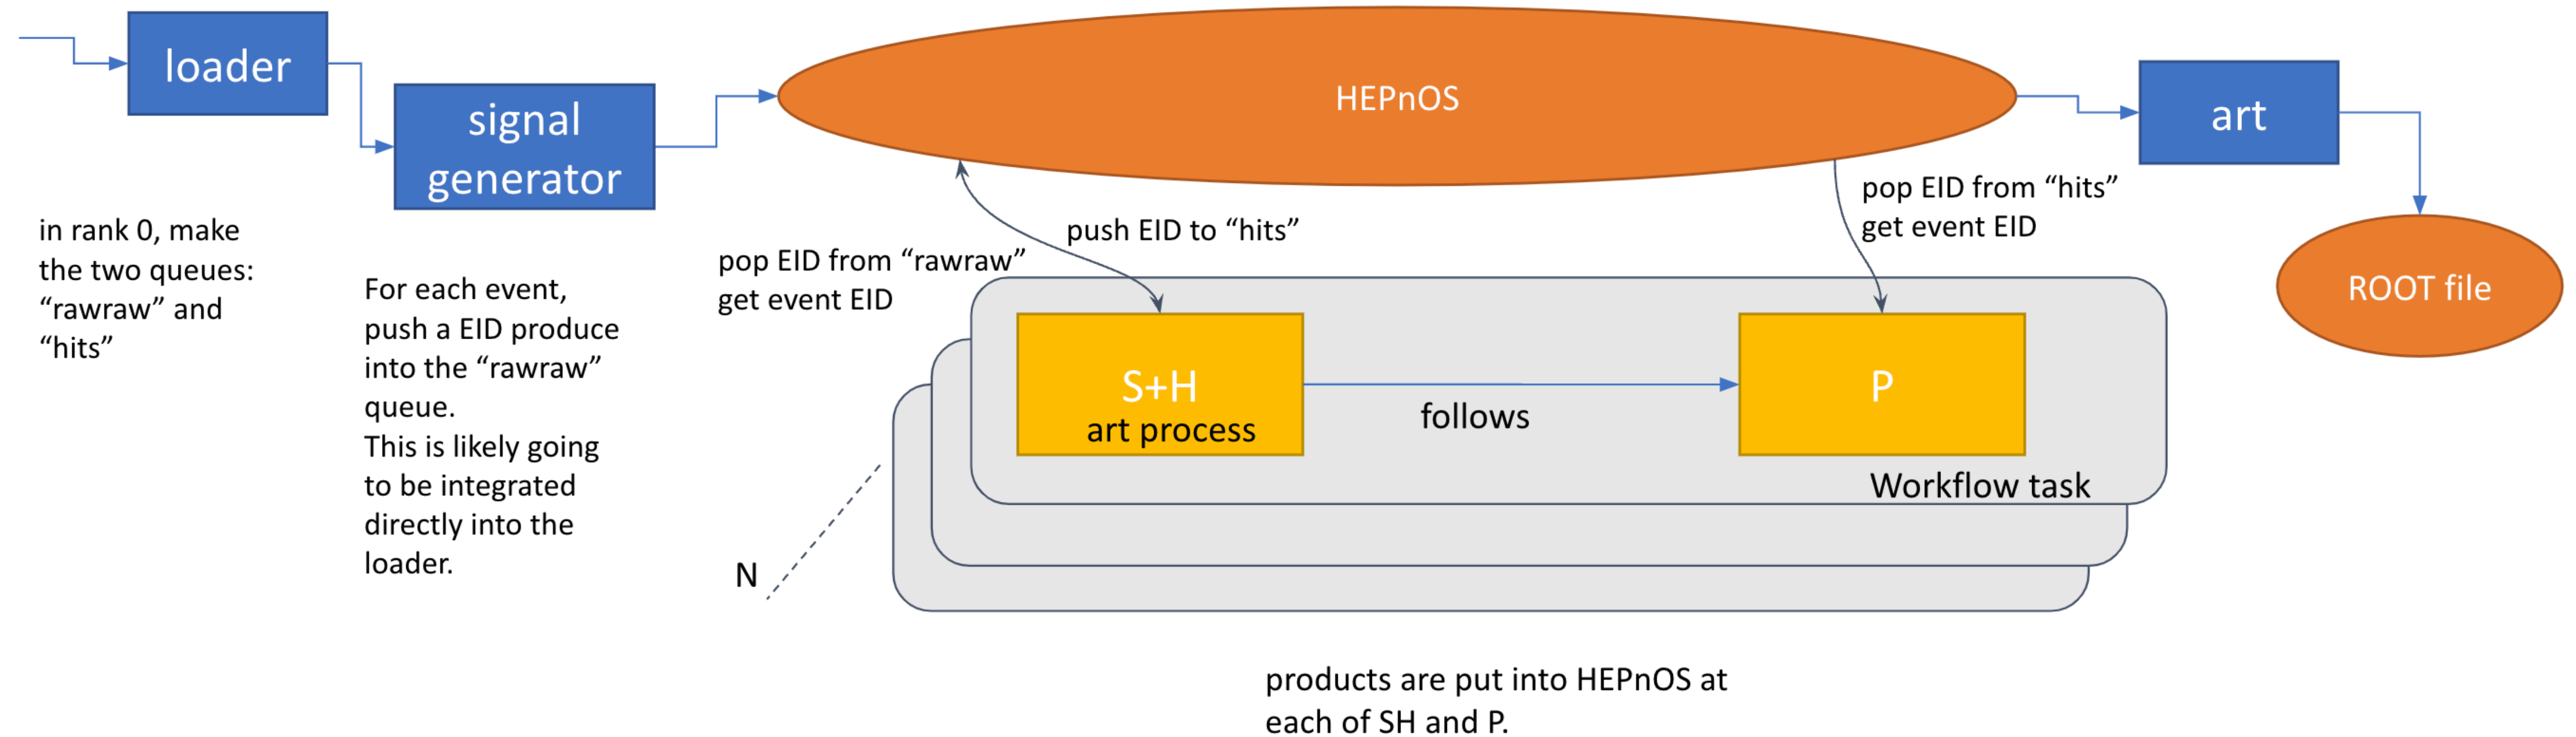 loader
signal
generator
HEPnOS
art
ROOT file
in rank 0, make
the two queues:
“rawraw” and
“hits”
For each event,
push a EID produce
into the “rawraw”
queue.
This is likely going
to be integrated
directly into the
loader.
pop EID from “rawraw”
get event EID
push EID to “hits”
pop EID from “hits”
get event EID
S+H
art process
follows
P
Workflow task
N
products are put into HEPnOS at
each of SH and P.